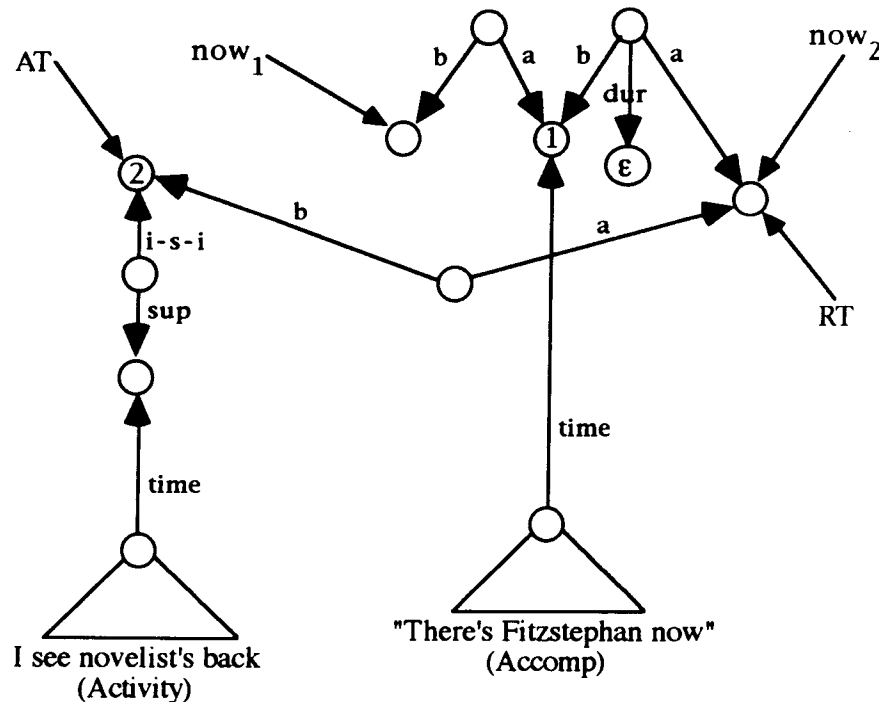 AT
now1
b
a
b
a
now2
dur
1
ε
2
b
a
i-s-i
sup
RT
time
time
I see novelist's back
(Activity)
"There's Fitzstephan now"
(Accomp)